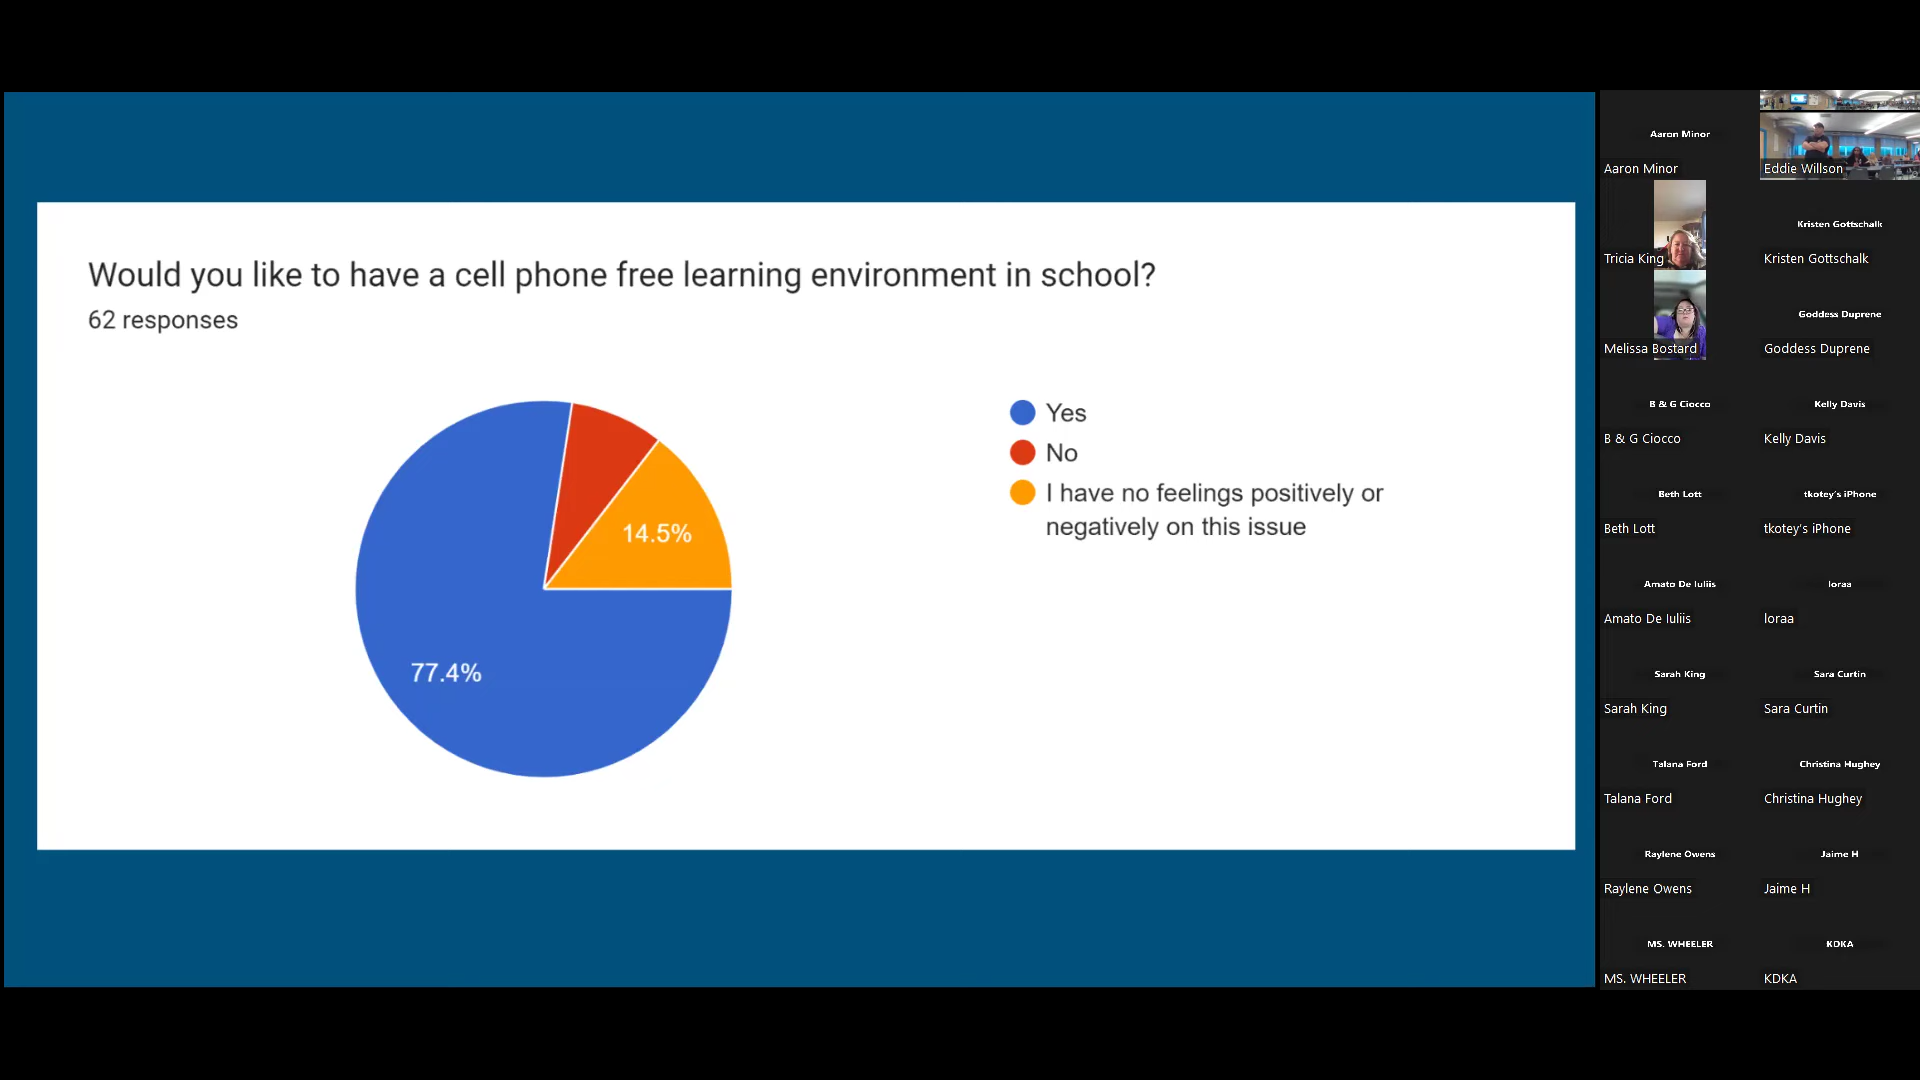 Would you like to have a cell phone free learning environment in school?
62 responses
Yes
No
I have no feelings positively or
negatively on this issue
14.5%
77.4%
Aaron Minor
Aaron Minor
Eddie Willson
Tricia King
Kristen Gottschalk
Kristen Gottschalk
Melissa Bostard
Goddess Duprene
Goddess Duprene
B & G Ciocco
B & G Ciocco
Kelly Davis
Kelly Davis
Beth Lott
Beth Lott
tkotey's iPhone
tkotey's iPhone
Amato De Iuliis
Amato De Iuliis
loraa
loraa
Sarah King
Sarah King
Sara Curtin
Sara Curtin
Talana Ford
Talana Ford
Christina Hughey
Christina Hughey
Raylene Owens
Raylene Owens
Jaime H
Jaime H
MS. WHEELER
MS. WHEELER
KDKA
KDKA